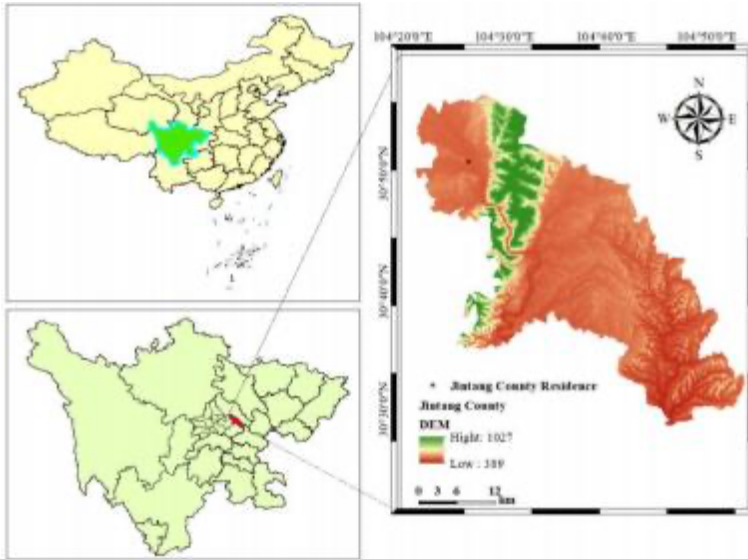 104°20'0"E 104°30'0"E 104°40'0"E 104°50'0"E
N
W E
S
30°50'0"N
30°40'0"N
30°30'0"N
Jintang County Residence
Jintang County
DEM
Hight: 1027
Low : 389
0 3 6 12
km